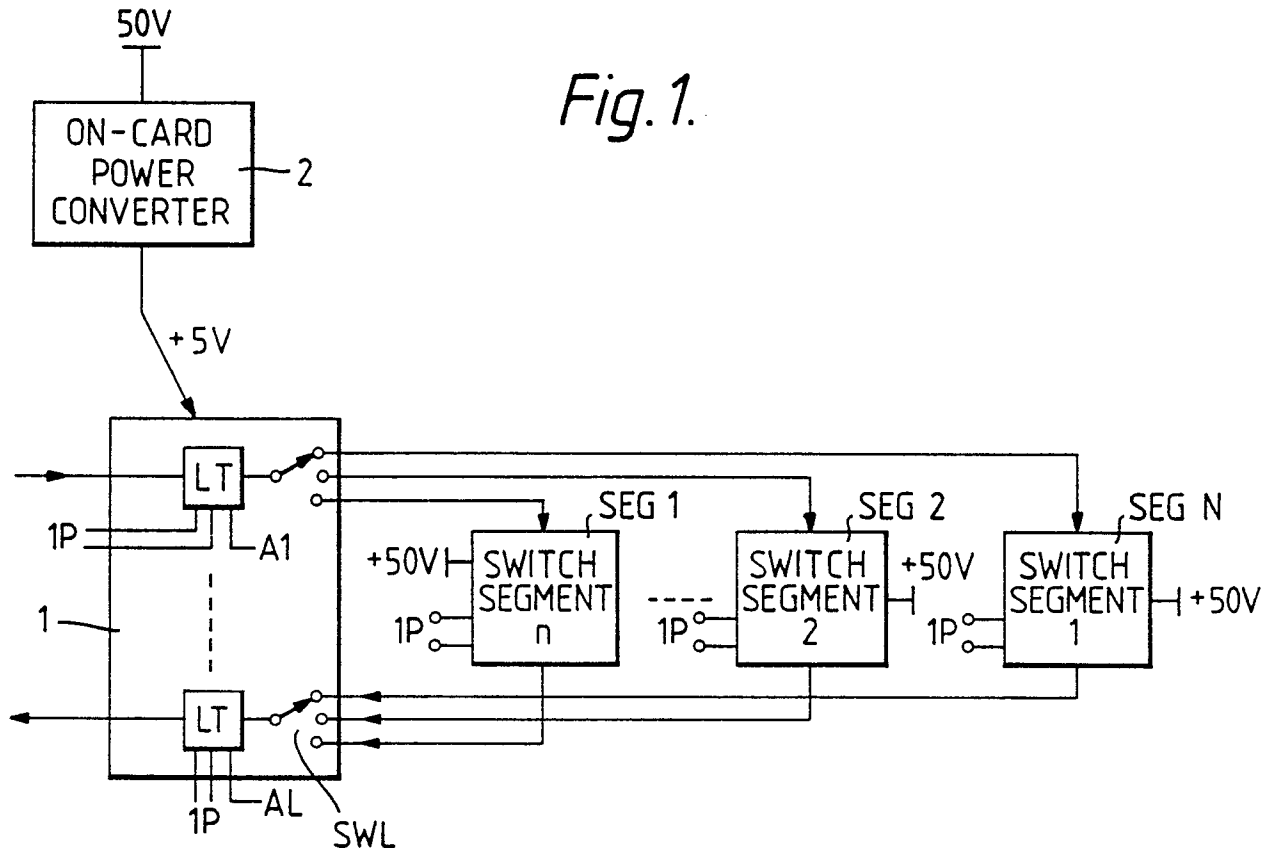 50V
Fig. 1.
ON-CARD
POWER
CONVERTER
2
+5V
LT
1P
A1
SEG 1
SEG 2
SEG N
+50V
SWITCH
SEGMENT
n
1P
SWITCH
SEGMENT
2
+50V
1P
SWITCH
SEGMENT
1
+50V
1P
1
LT
1P
AL
SWL